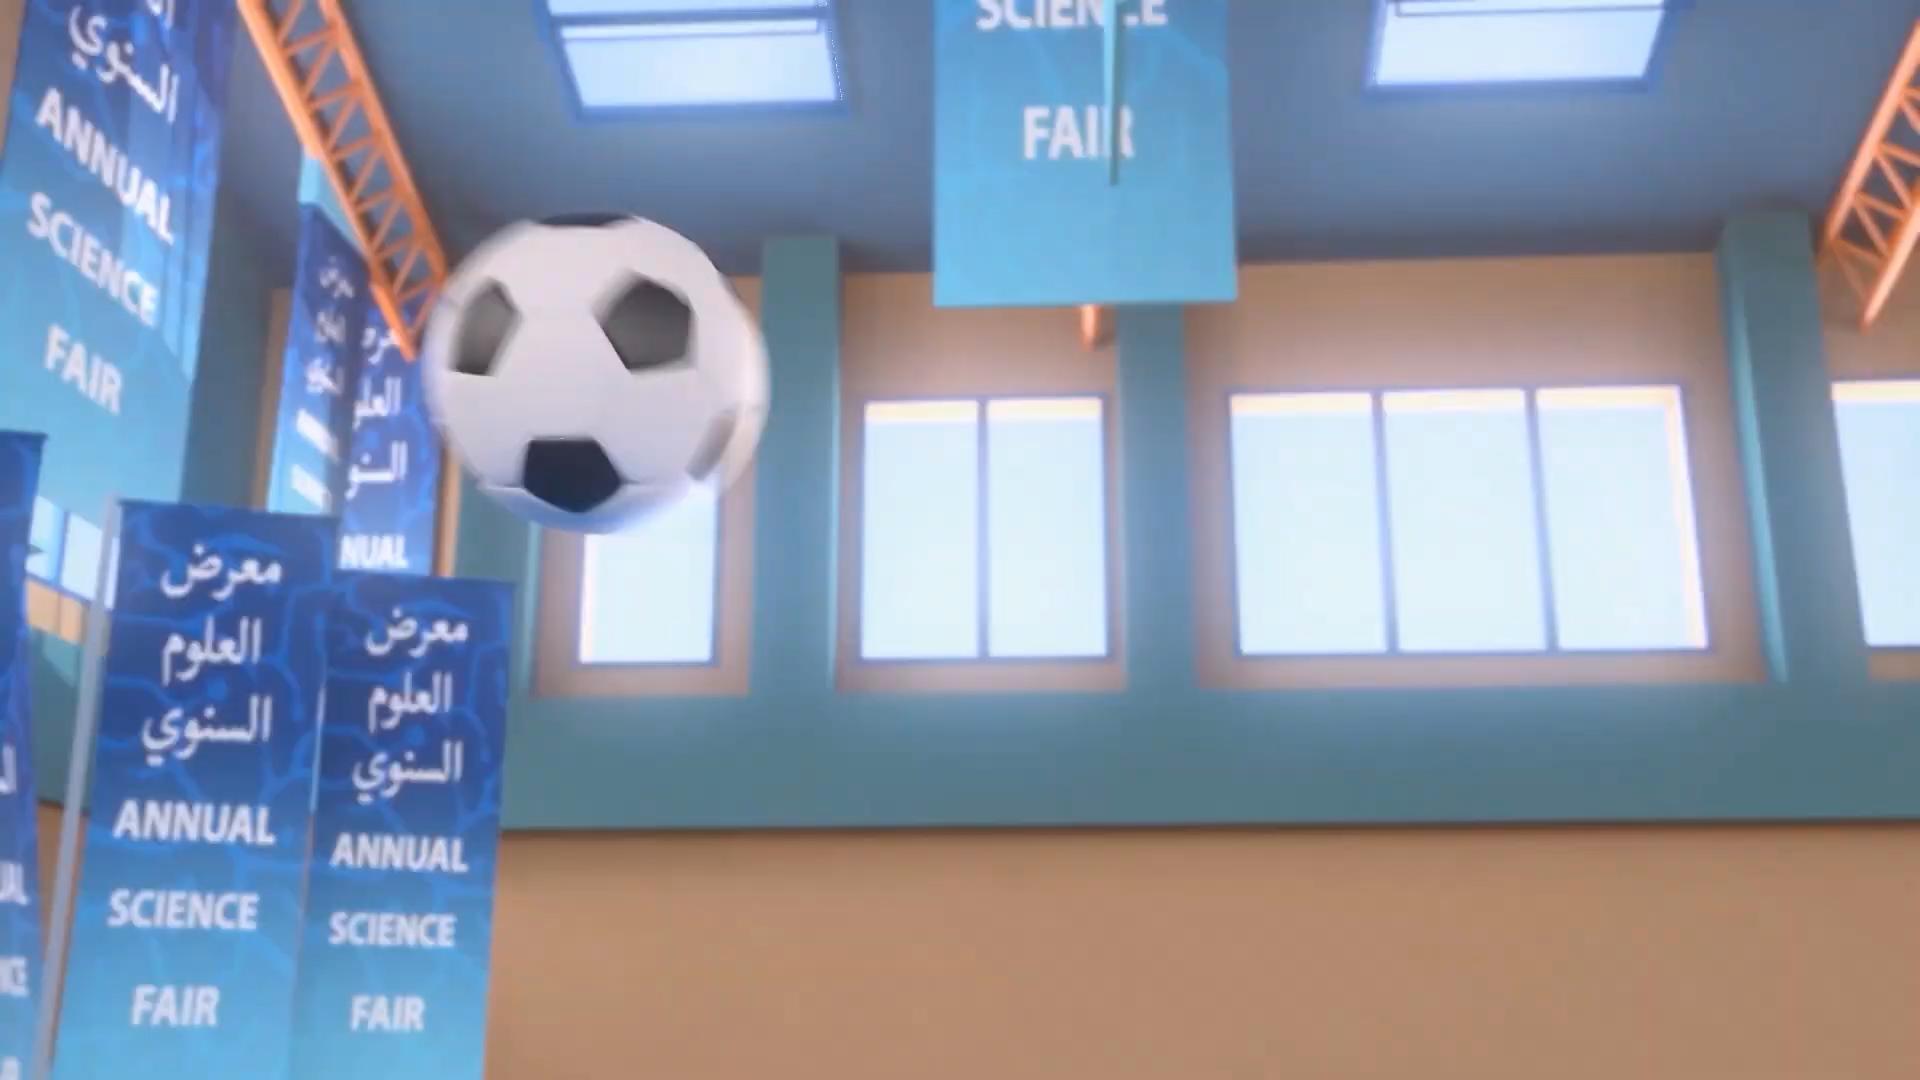 السنوي
ANNUAL
SCIENCE
FAIR
SCIENCE
FAIR
معرض
العلوم
السنوي
ANNUAL
SCIENCE
FAIR
معرض
العلوم
السنوي
ANNUAL
SCIENCE
FAIR